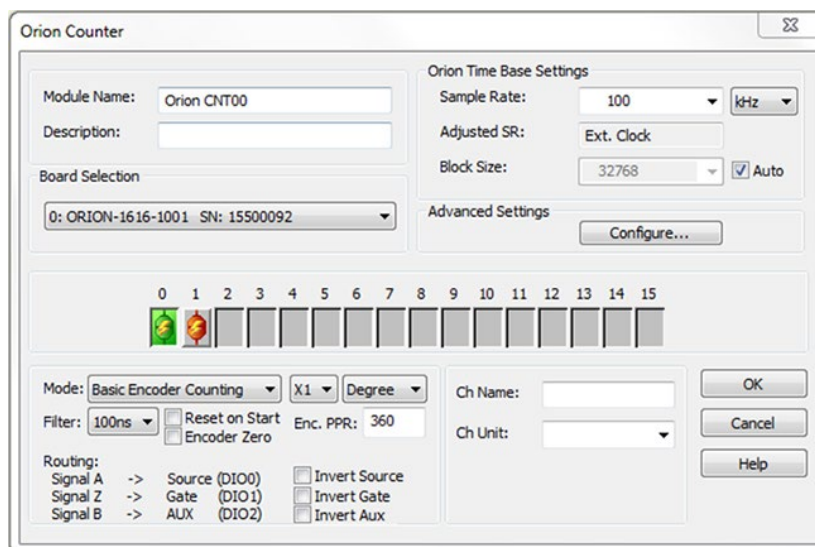 Orion Counter
Module Name: Orion CNT00
Description:
Board Selection
0: ORION-1616-1001 SN: 15500092
Orion Time Base Settings
Sample Rate: 100 kHz
Adjusted SR: Ext. Clock
Block Size: 32768 Auto
Advanced Settings
Configure...
0 1 2 3 4 5 6 7 8 9 10 11 12 13 14 15
Mode: Basic Encoder Counting X1 Degree
Filter: 100ns Reset on Start Enc. PPR: 360
Encoder Zero
Routing:
Signal A -> Source (DIO0) Invert Source
Signal Z -> Gate (DIO1) Invert Gate
Signal B -> AUX (DIO2) Invert Aux
Ch Name:
Ch Unit:
OK
Cancel
Help